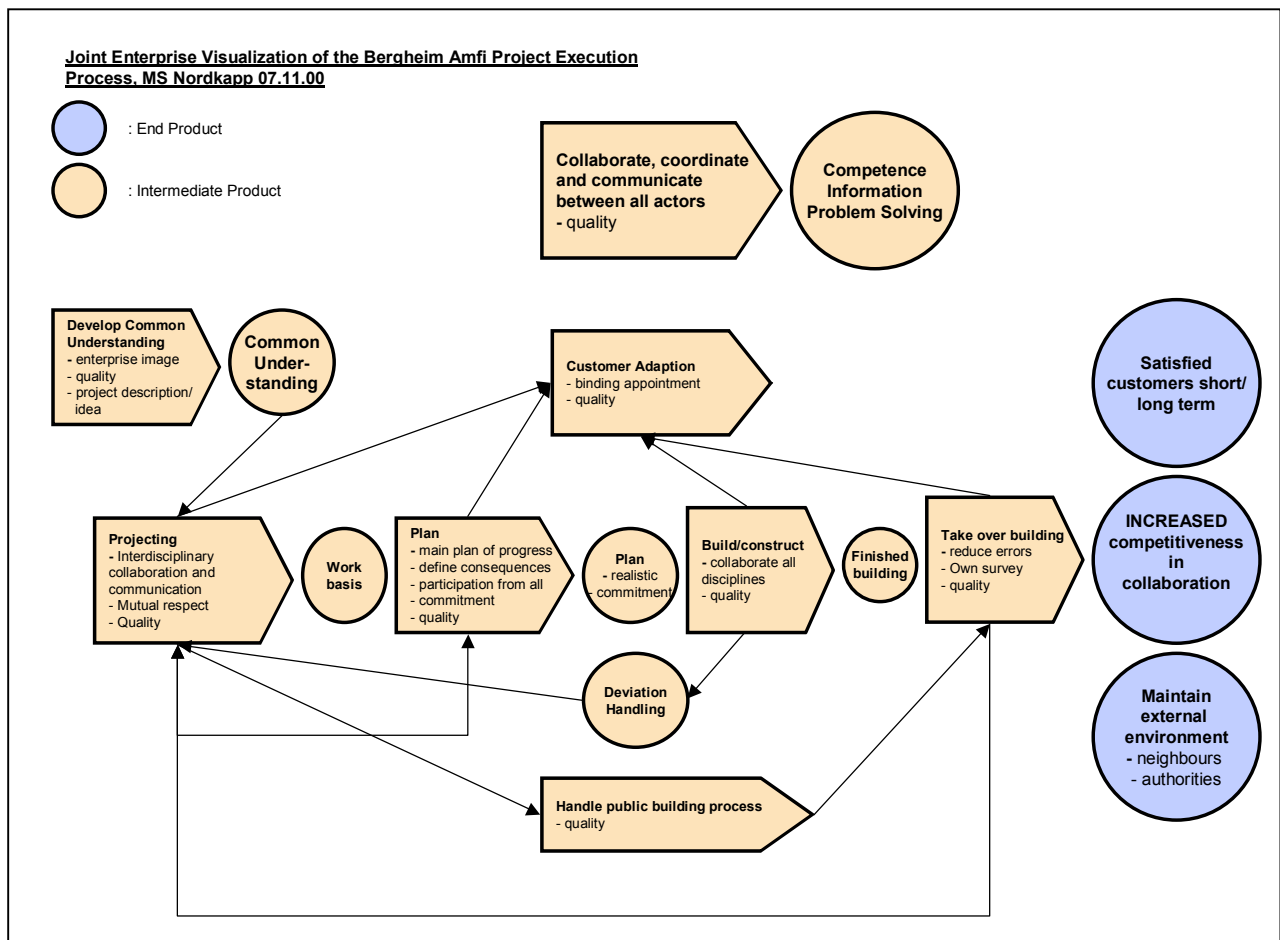 Joint Enterprise Visualization of the Bergheim Amfi Project Execution
Process, MS Nordkapp 07.11.00
: End Product
: Intermediate Product
Collaborate, coordinate
and communicate
between all actors
- quality
Competence
Information
Problem Solving
Develop Common
Understanding
- enterprise image
- quality
- project description/
idea
Common
Under-
standing
Customer Adaption
- binding appointment
- quality
Satisfied
customers short/
long term
Projecting
- Interdisciplinary
collaboration and
communication
- Mutual respect
- Quality
Work
basis
Plan
- main plan of progress
- define consequences
- participation from all
- commitment
- quality
Plan
- realistic
- commitment
Build/construct
- collaborate all
disciplines
- quality
Finished
building
Take over building
- reduce errors
- Own survey
- quality
INCREASED
competitiveness
in
collaboration
Deviation
Handling
Maintain
external
environment
- neighbours
- authorities
Handle public building process
- quality